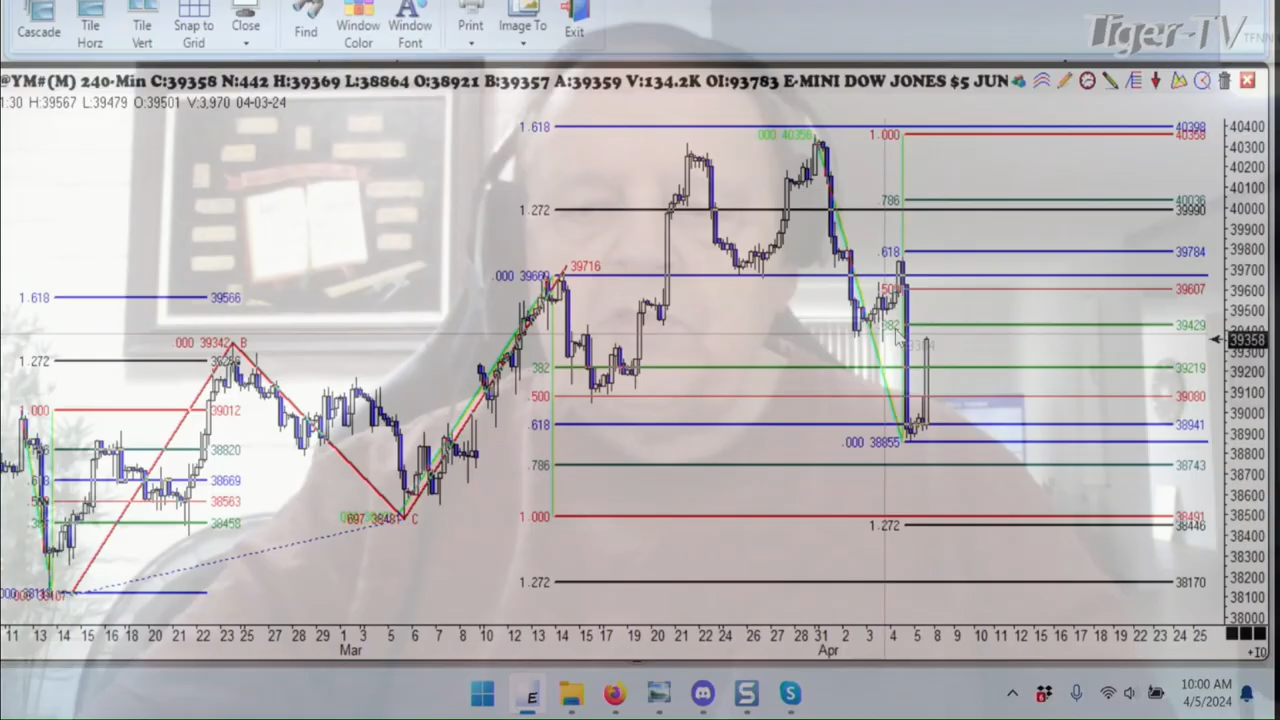 Cascade
Tile Horz
Tile Vert
Snap to Grid
Close
Find
Window Color
Window Font
Print
Image To
Exit
Tiger-TV
TFNN
@YM#(M) 240-Min C:39358 N:442 H:39369 L:38864 O:38921 B:39357 A:39359 V:134.2K OI:93783 E-MINI DOW JONES $5 JUN
1:30 H:39567 L:39479 O:39501 V:3,970 04-03-24
1.618 40398
000 40358 1.000 40358
.786 40036
1.272 39990
.618 39784
000 39716
39607
39429
.382 39219
.500 39080
.618 38941
.000 38855
.786 38743
1.000 38491
1.272 38446
1.272 38170
1.618 39566
000 39342 B
1.272
1.000 39012
38820
38669
38563
38458
C
40400
40300
40200
40100
40000
39900
39800
39700
39600
39500
39400
39358
39300
39200
39100
39000
38900
38800
38700
38600
38500
38400
38300
38200
38100
38000
11 13 14 15 16 20 21 22 23 25 28 29 1 3 5 6 7 8 10 12 13 14 15 17 19 20 21 22 24 26 27 28 31 2 3 4 5 8 9 10 11 12 14 15 16 17 18 19 21 22 23 24 25
Mar
Apr
+10
10:00 AM
4/5/2024